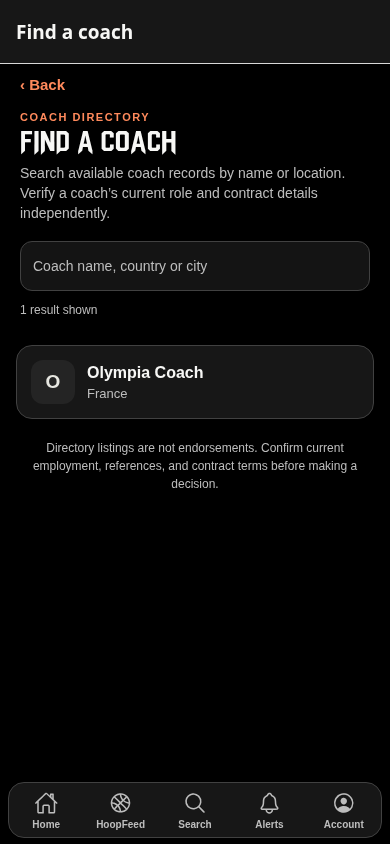 Find a coach
‹ Back
COACH DIRECTORY
FIND A COACH
Search available coach records by name or location.
Verify a coach's current role and contract details
independently.
Coach name, country or city
1 result shown
O
Olympia Coach
France
Directory listings are not endorsements. Confirm current
employment, references, and contract terms before making a
decision.
Home
HoopFeed
Search
Alerts
Account